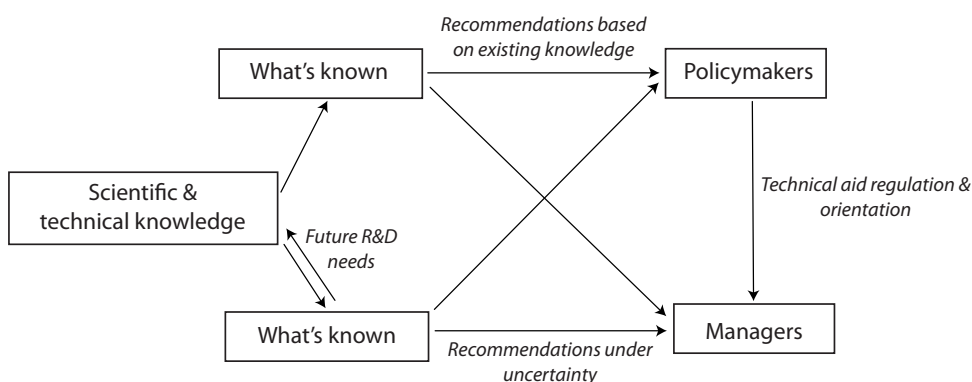 Recommendations based
on existing knowledge
What's known
Policymakers
Scientific &
technical knowledge
Technical aid regulation &
orientation
Future R&D
needs
What's known
Managers
Recommendations under
uncertainty